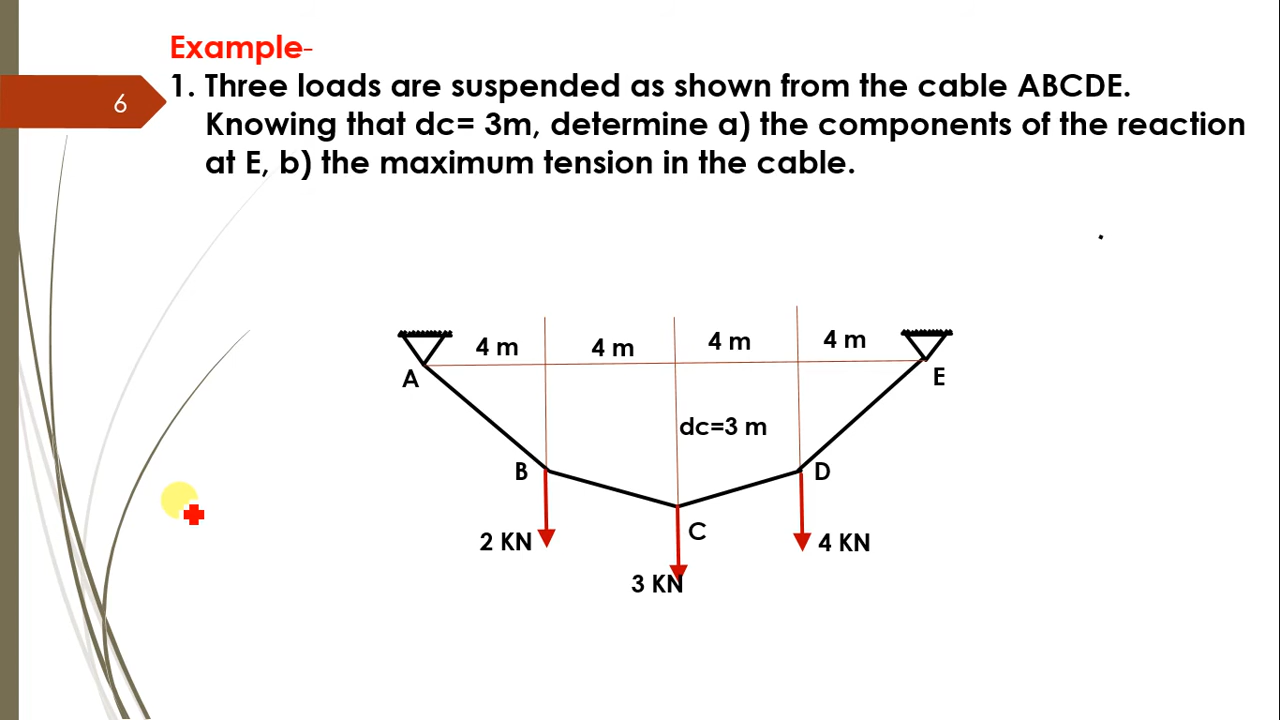 Example-
6
1. Three loads are suspended as shown from the cable ABCDE.
Knowing that dc= 3m, determine a) the components of the reaction
at E, b) the maximum tension in the cable.
4 m 4 m 4 m 4 m
A E
dc=3 m
B D
C
2 KN 4 KN
3 KN